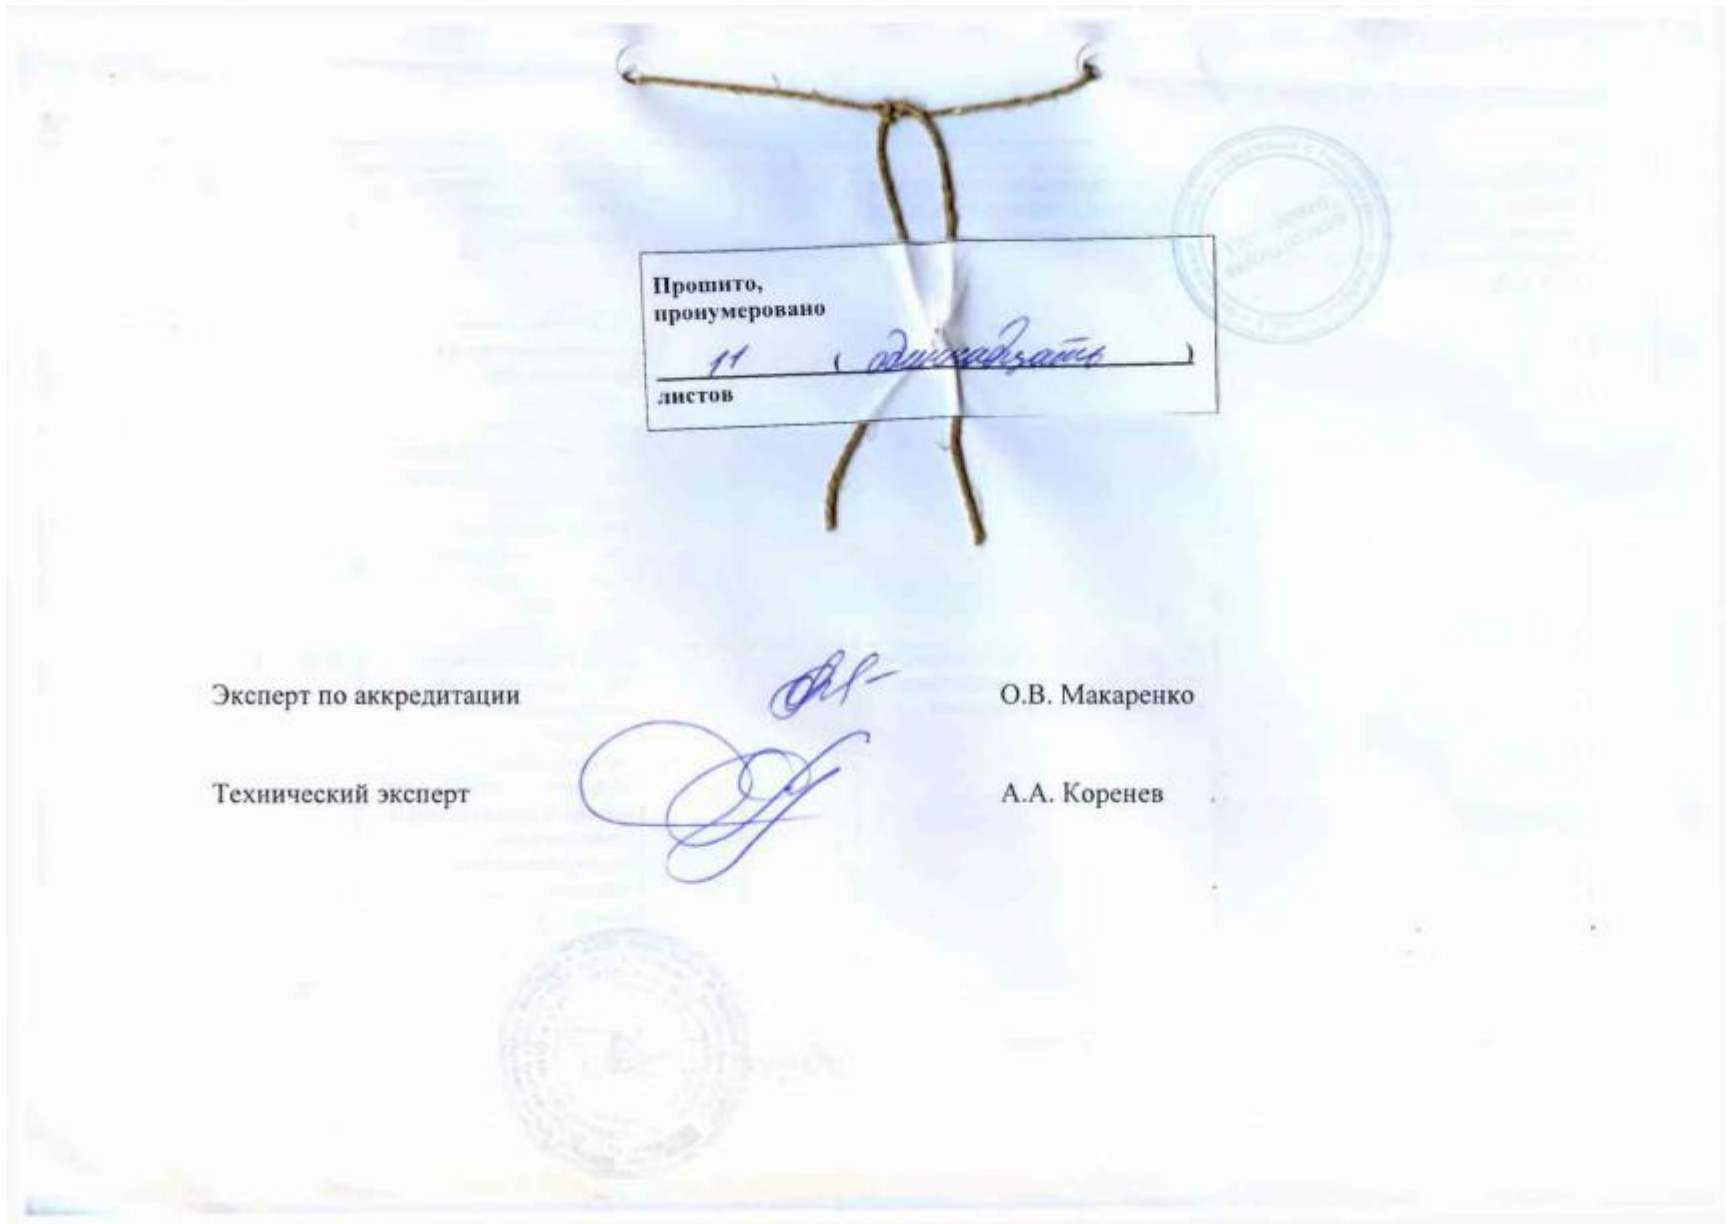 Прошито,
пронумеровано
11 ( одиннадцать )
листов
Эксперт по аккредитации О.В. Макаренко
Технический эксперт А.А. Коренев